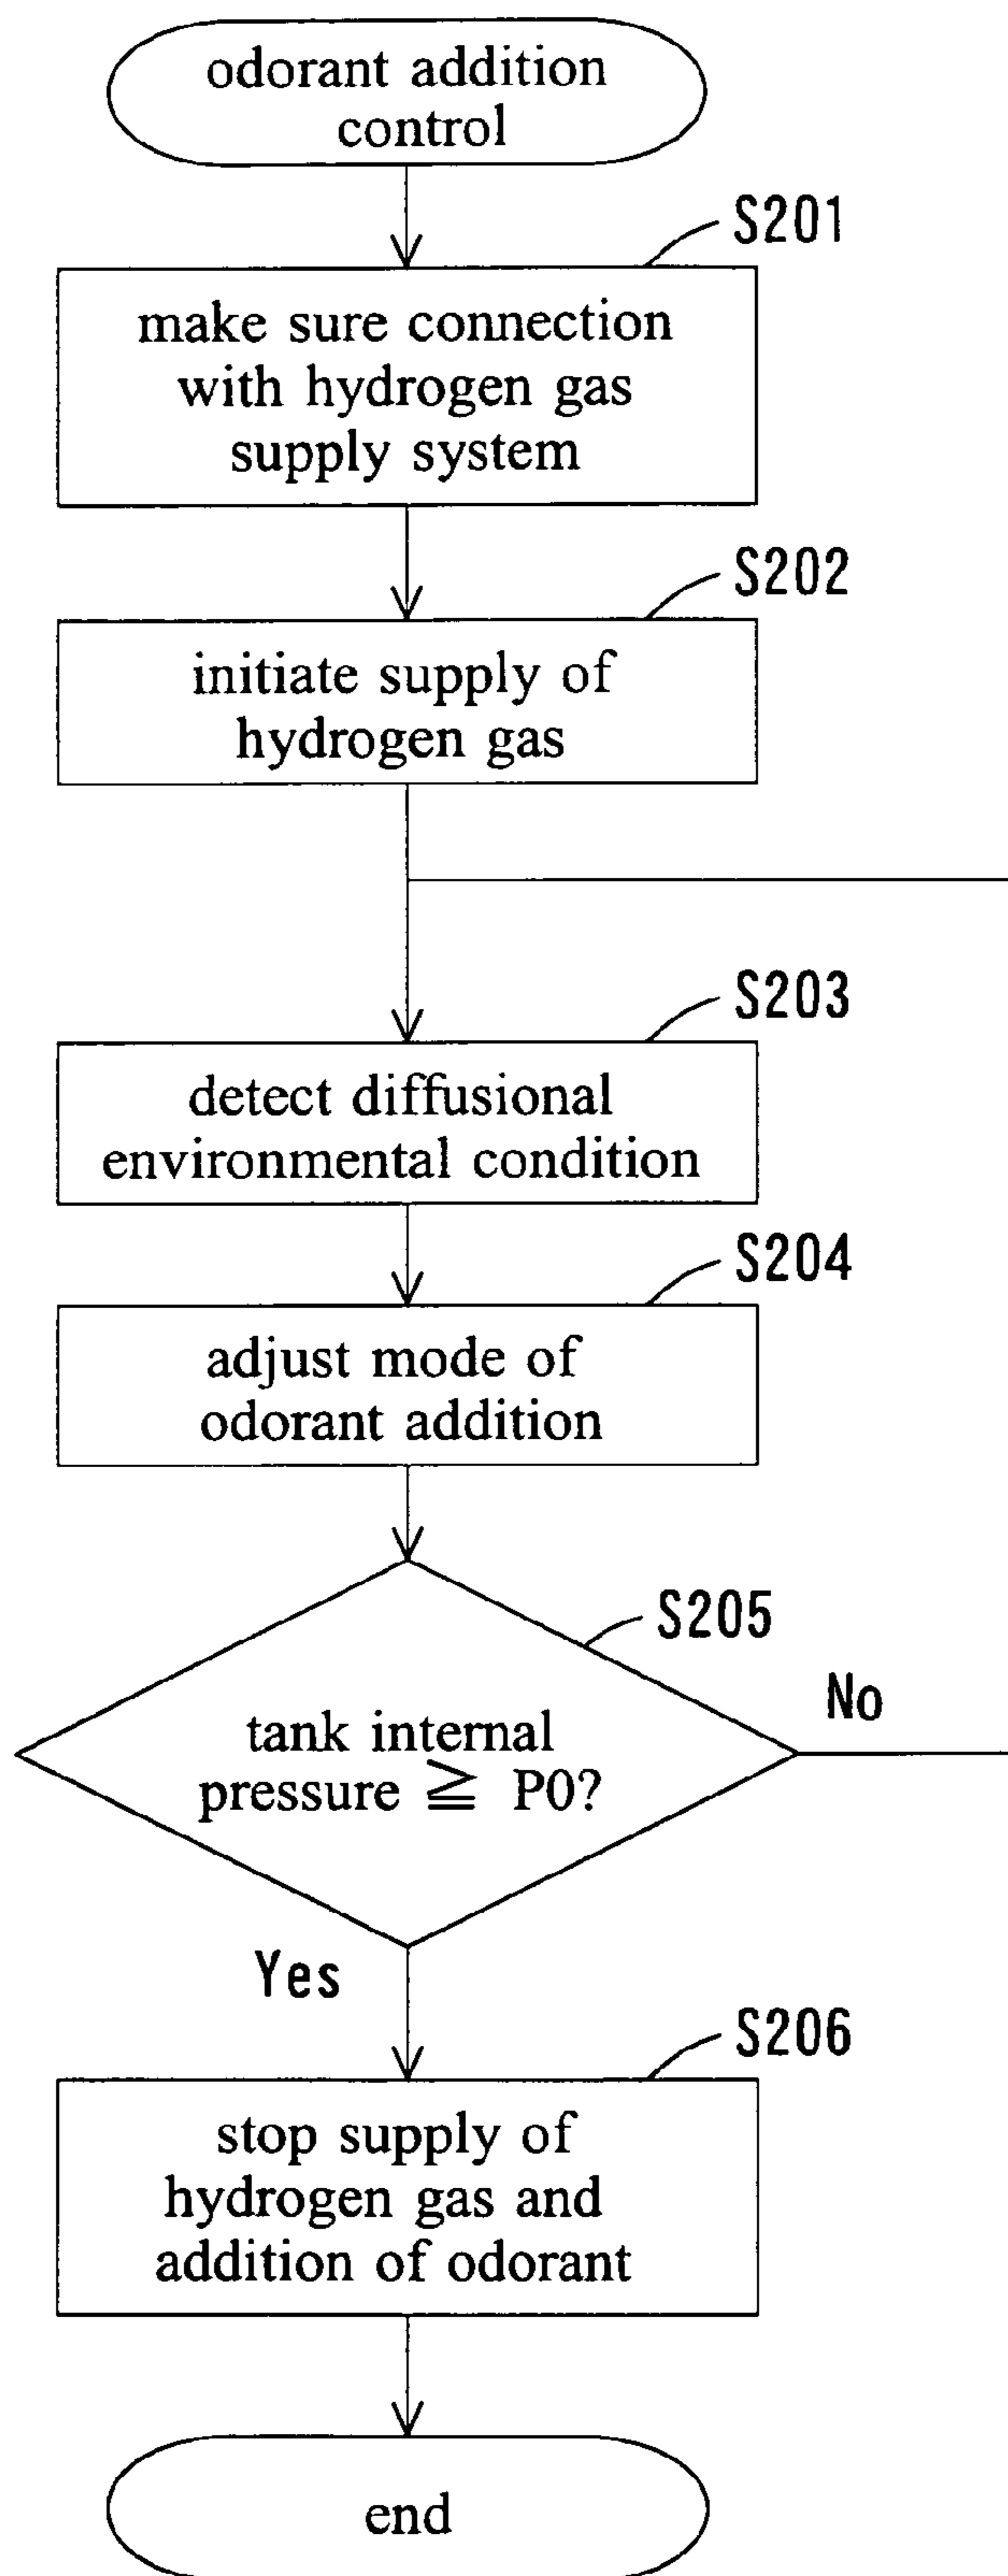 odorant addition
control
S201
make sure connection
with hydrogen gas
supply system
S202
initiate supply of
hydrogen gas
S203
detect diffusional
environmental condition
S204
adjust mode of
odorant addition
S205
No
tank internal
pressure ≧ P0?
Yes
S206
stop supply of
hydrogen gas and
addition of odorant
end